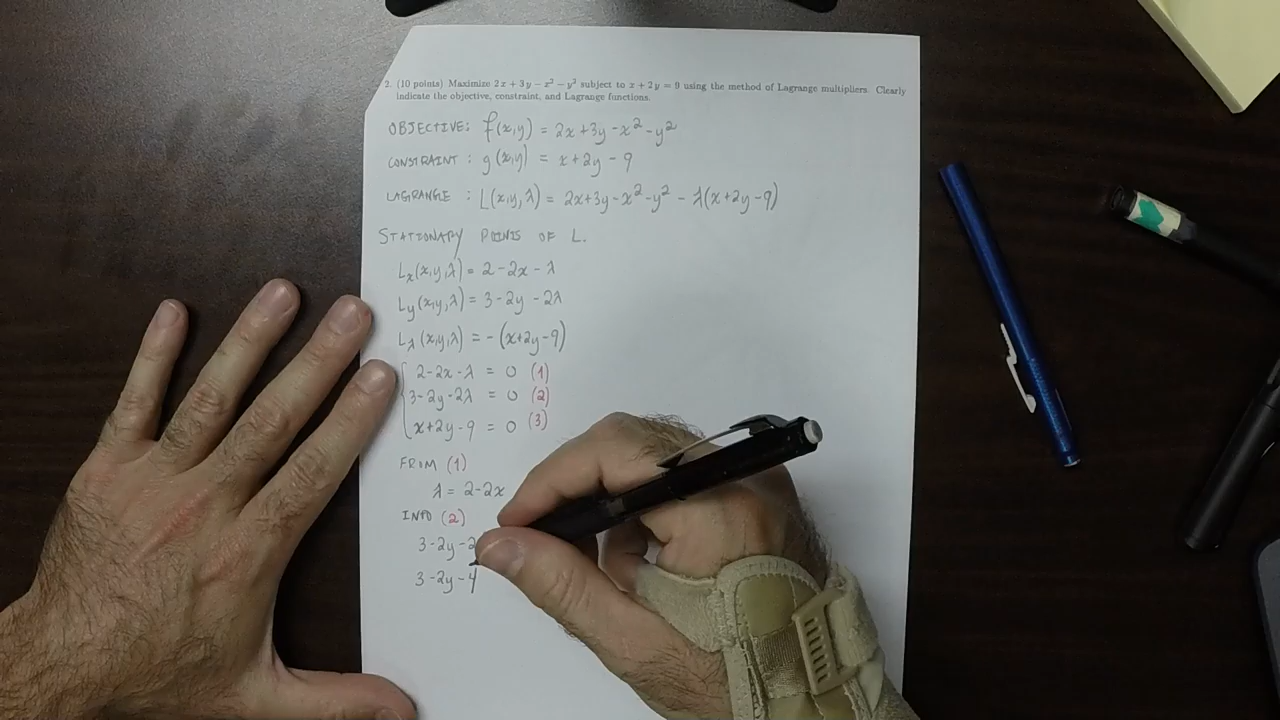 2. (10 points) Maximize 2x + 3y − x² − y² subject to x + 2y = 9 using the method of Lagrange multipliers. Clearly
indicate the objective, constraint, and Lagrange functions.
OBJECTIVE: f(x,y) = 2x+3y-x²-y²
CONSTRAINT: g(x,y) = x+2y-9
LAGRANGE: L(x,y,λ) = 2x+3y-x²-y² - λ(x+2y-9)
STATIONARY POINTS OF L.
Lx(x,y,λ) = 2-2x-λ
Ly(x,y,λ) = 3-2y-2λ
Lλ(x,y,λ) = -(x+2y-9)
2-2x-λ = 0 (1)
3-2y-2λ = 0 (2)
x+2y-9 = 0 (3)
FROM (1)
λ = 2-2x
INTO (2)
3-2y-2
3-2y-4